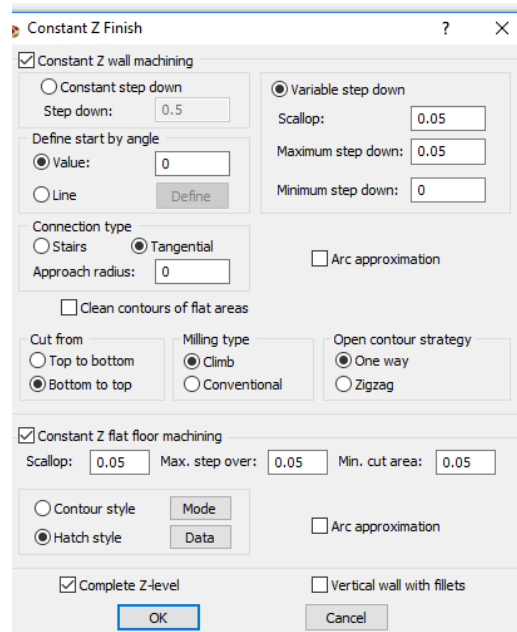 Constant Z Finish ? X
Constant Z wall machining
Constant step down
Step down: 0.5
Variable step down
Scallop: 0.05
Maximum step down: 0.05
Minimum step down: 0
Define start by angle
Value: 0
Line Define
Connection type
Stairs Tangential
Approach radius: 0
Arc approximation
Clean contours of flat areas
Cut from
Top to bottom
Bottom to top
Milling type
Climb
Conventional
Open contour strategy
One way
Zigzag
Constant Z flat floor machining
Scallop: 0.05 Max. step over: 0.05 Min. cut area: 0.05
Contour style Mode
Hatch style Data
Arc approximation
Complete Z-level Vertical wall with fillets
OK Cancel